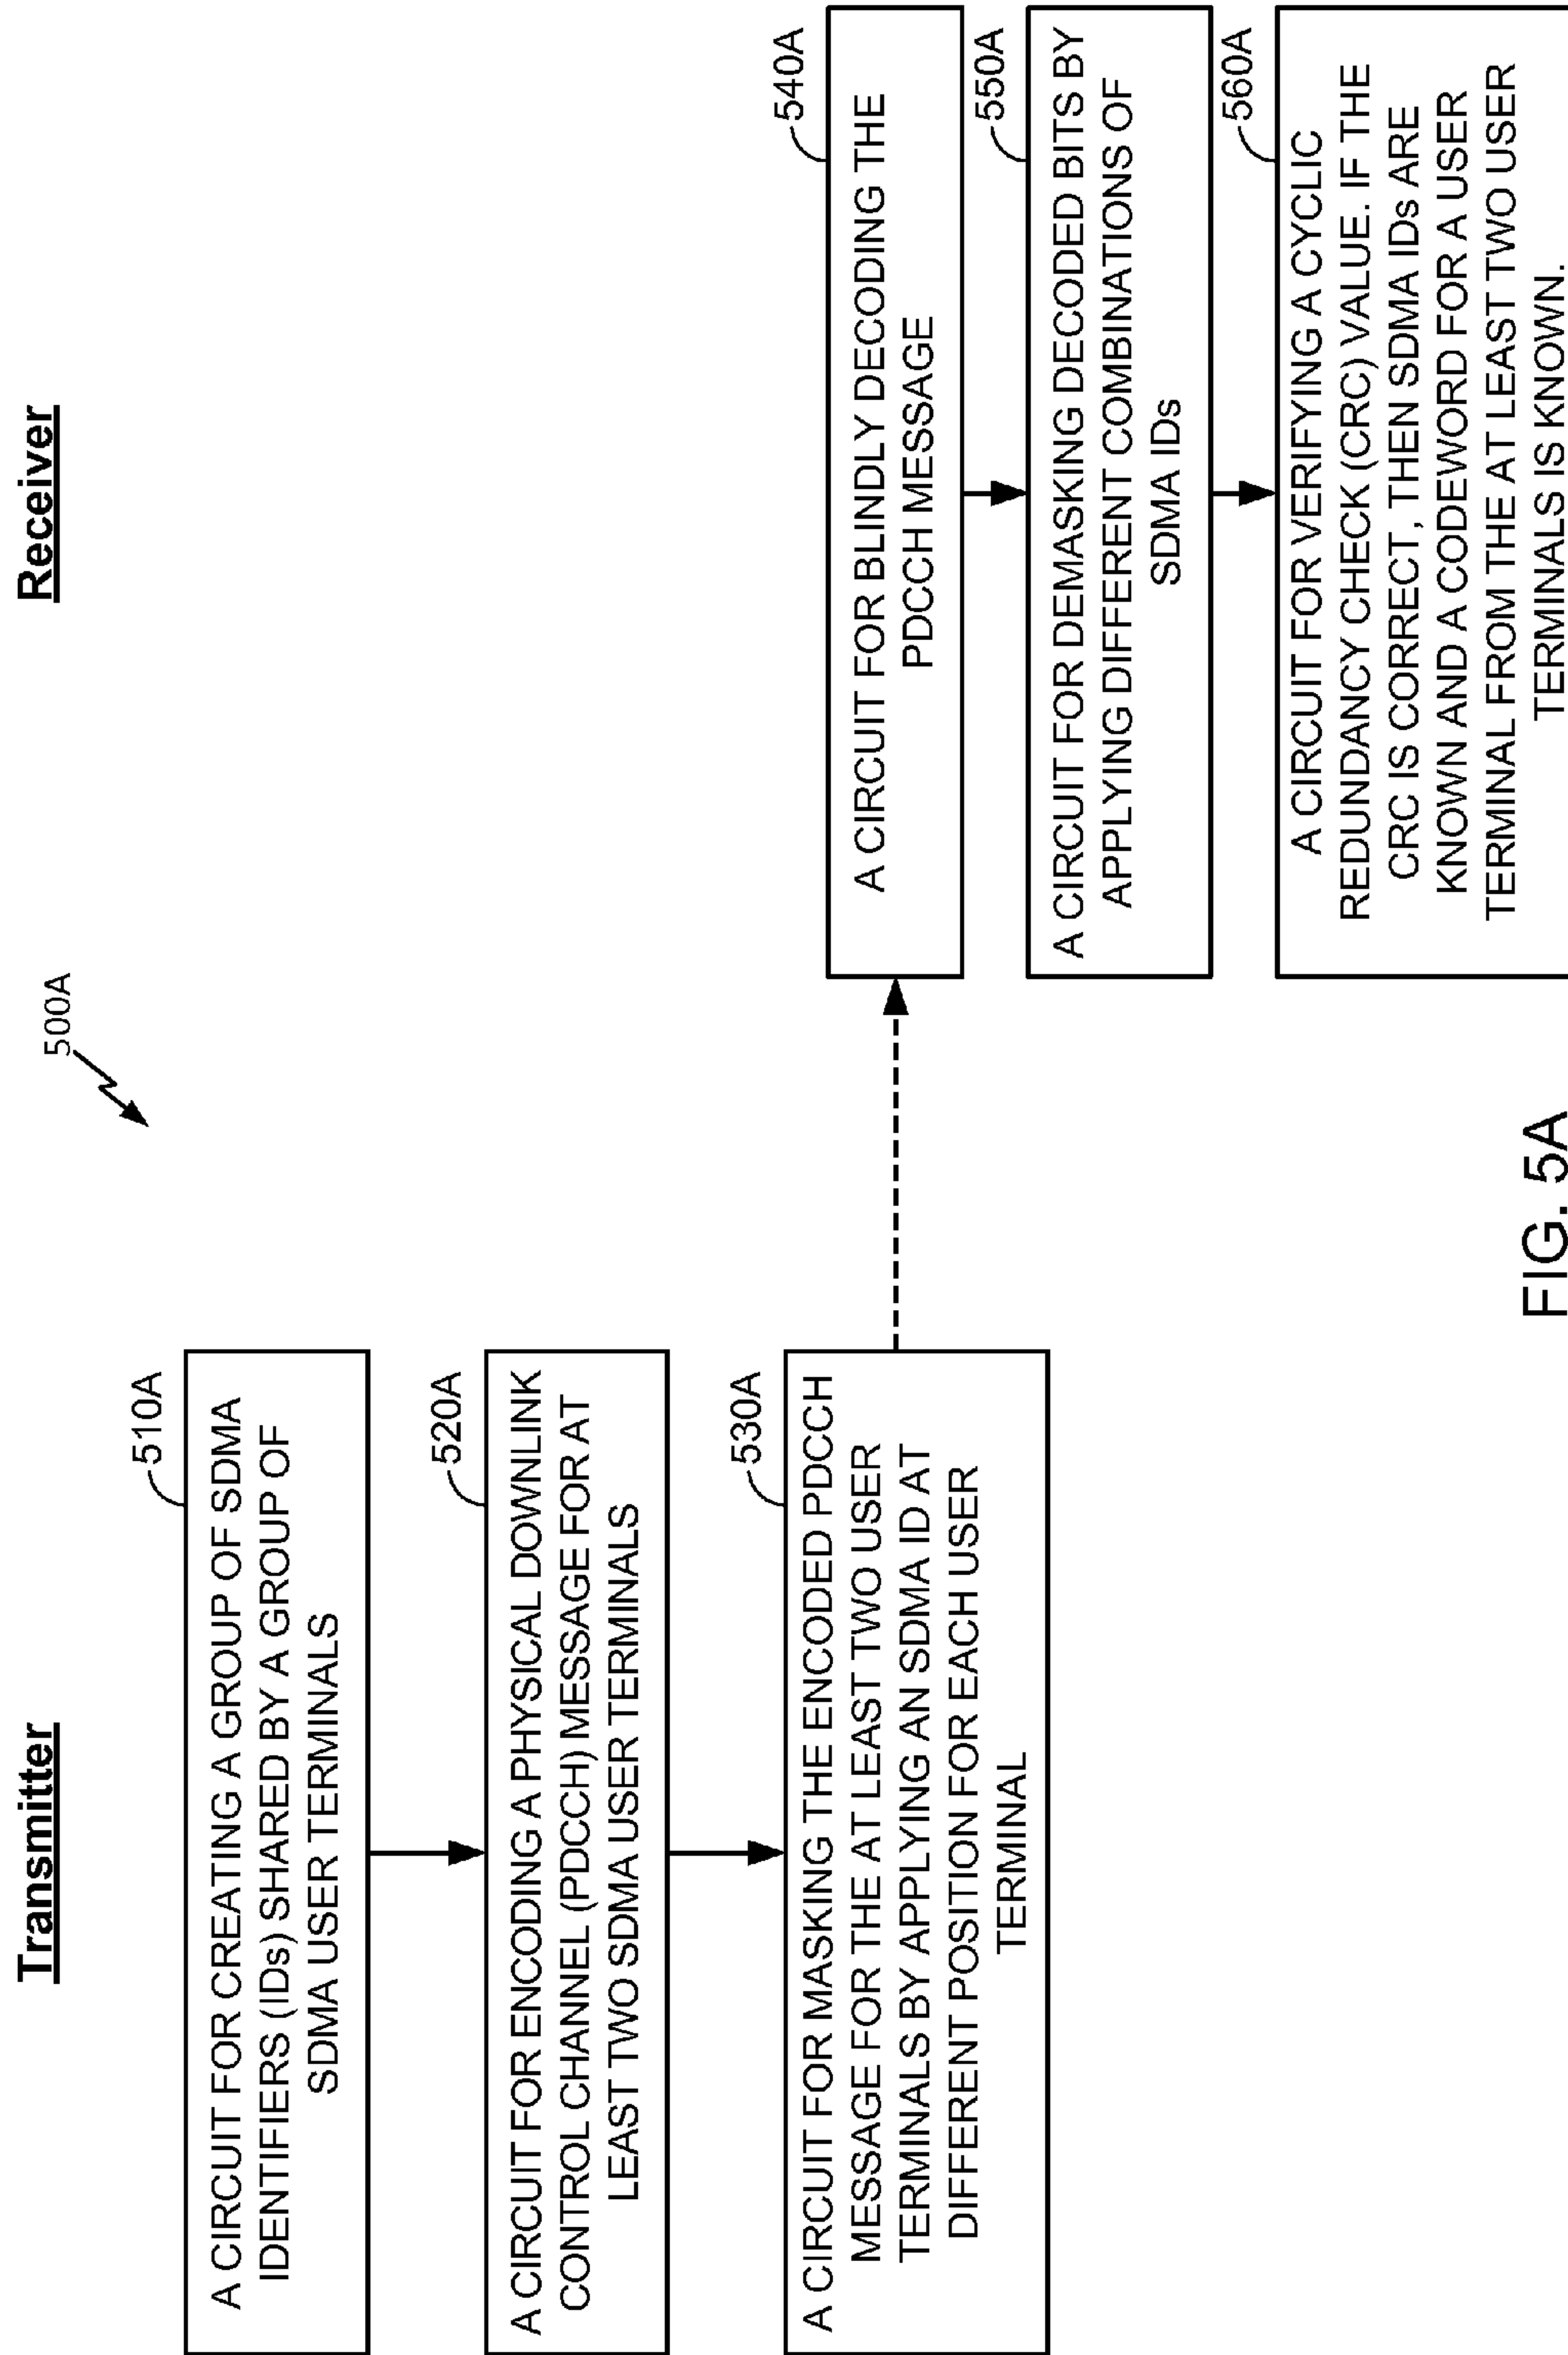 Transmitter
Receiver
500A
510A
A CIRCUIT FOR CREATING A GROUP OF SDMA
IDENTIFIERS (IDs) SHARED BY A GROUP OF
SDMA USER TERMINALS
520A
A CIRCUIT FOR ENCODING A PHYSICAL DOWNLINK
CONTROL CHANNEL (PDCCH) MESSAGE FOR AT
LEAST TWO SDMA USER TERMINALS
530A
A CIRCUIT FOR MASKING THE ENCODED PDCCH
MESSAGE FOR THE AT LEAST TWO USER
TERMINALS BY APPLYING AN SDMA ID AT
DIFFERENT POSITION FOR EACH USER
TERMINAL
540A
A CIRCUIT FOR BLINDLY DECODING THE
PDCCH MESSAGE
550A
A CIRCUIT FOR DEMASKING DECODED BITS BY
APPLYING DIFFERENT COMBINATIONS OF
SDMA IDs
560A
A CIRCUIT FOR VERIFYING A CYCLIC
REDUNDANCY CHECK (CRC) VALUE. IF THE
CRC IS CORRECT, THEN SDMA IDs ARE
KNOWN AND A CODEWORD FOR A USER
TERMINAL FROM THE AT LEAST TWO USER
TERMINALS IS KNOWN.
FIG. 5A